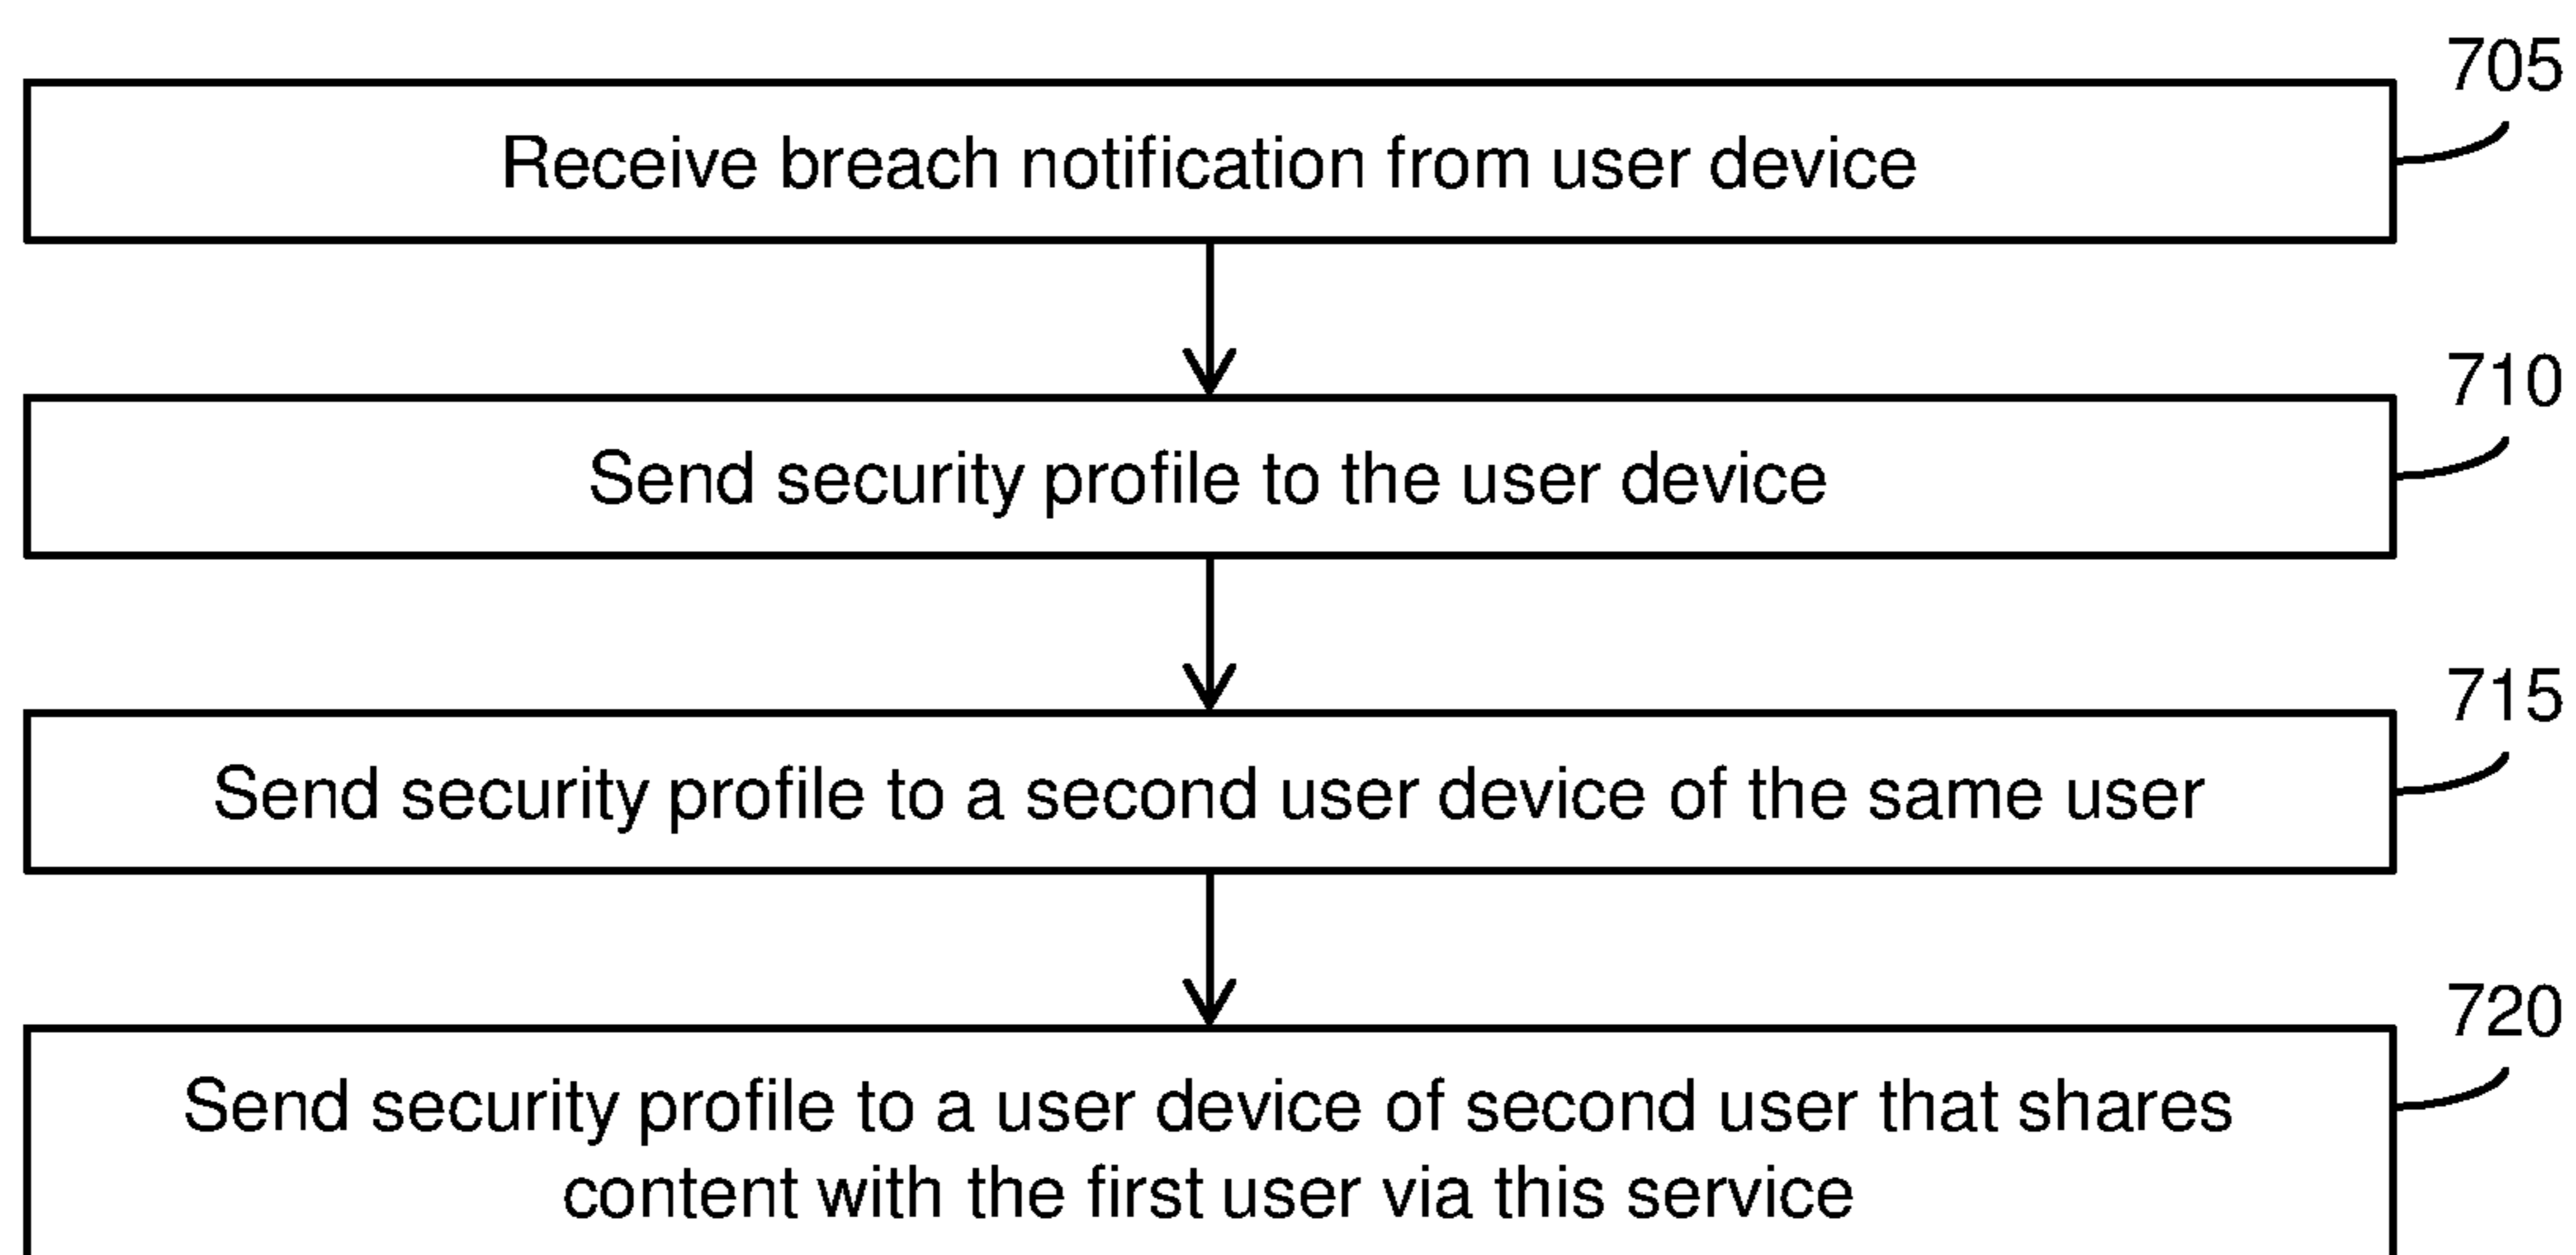 705
Receive breach notification from user device
710
Send security profile to the user device
715
Send security profile to a second user device of the same user
720
Send security profile to a user device of second user that shares
content with the first user via this service